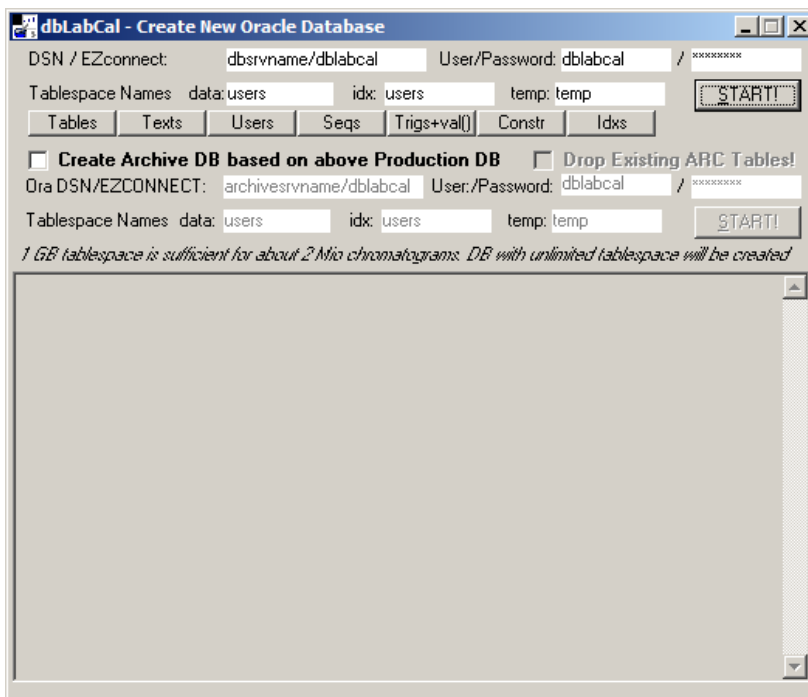 dbLabCal - Create New Oracle Database
DSN / EZconnect: dbsrvname/dblabcal User/Password: dblabcal / ********
Tablespace Names data: users idx: users temp: temp START!
Tables Texts Users Seqs Trigs+val() Constr Idxs
Create Archive DB based on above Production DB Drop Existing ARC Tables!
Ora DSN/EZCONNECT: archivesrvname/dblabcal User:/Password: dblabcal / ********
Tablespace Names data: users idx: users temp: temp START!
1 GB tablespace is sufficient for about 2 Mio chromatograms. DB with unlimited tablespace will be created